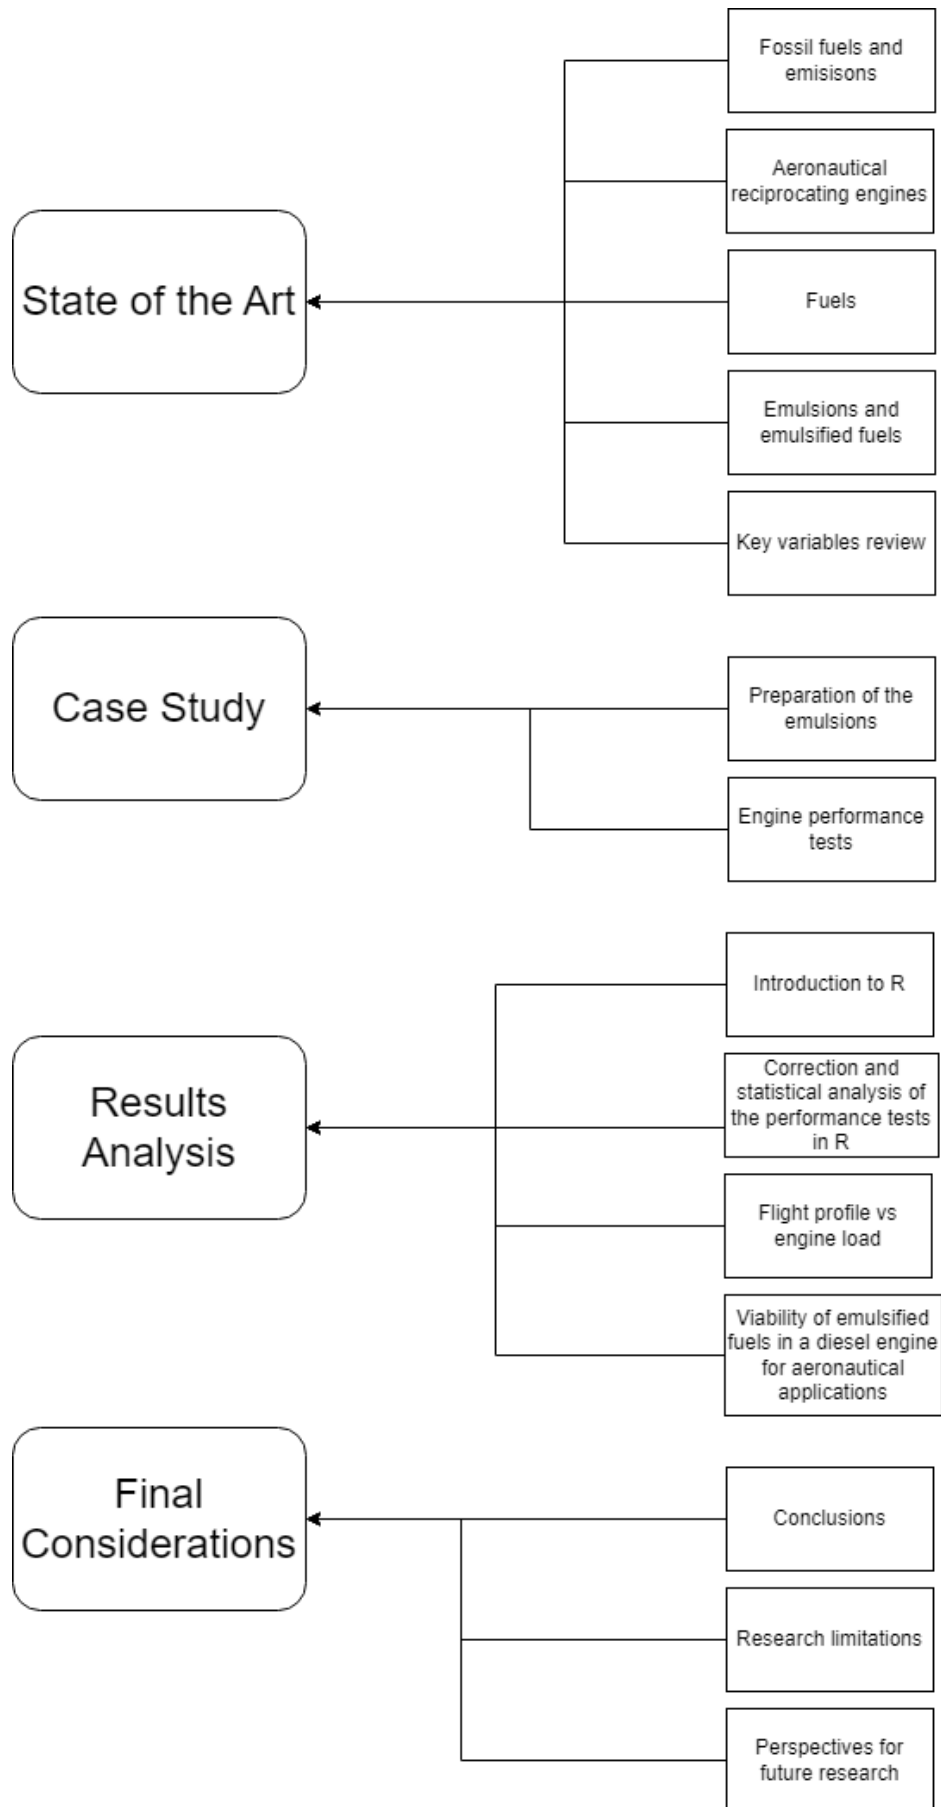 Fossil fuels and
emisisons
Aeronautical
reciprocating engines
State of the Art
Fuels
Emulsions and
emulsified fuels
Key variables review
Case Study
Preparation of the
emulsions
Engine performance
tests
Introduction to R
Results
Analysis
Correction and
statistical analysis of
the performance tests
in R
Flight profile vs
engine load
Viability of emulsified
fuels in a diesel engine
for aeronautical
applications
Final
Considerations
Conclusions
Research limitations
Perspectives for
future research